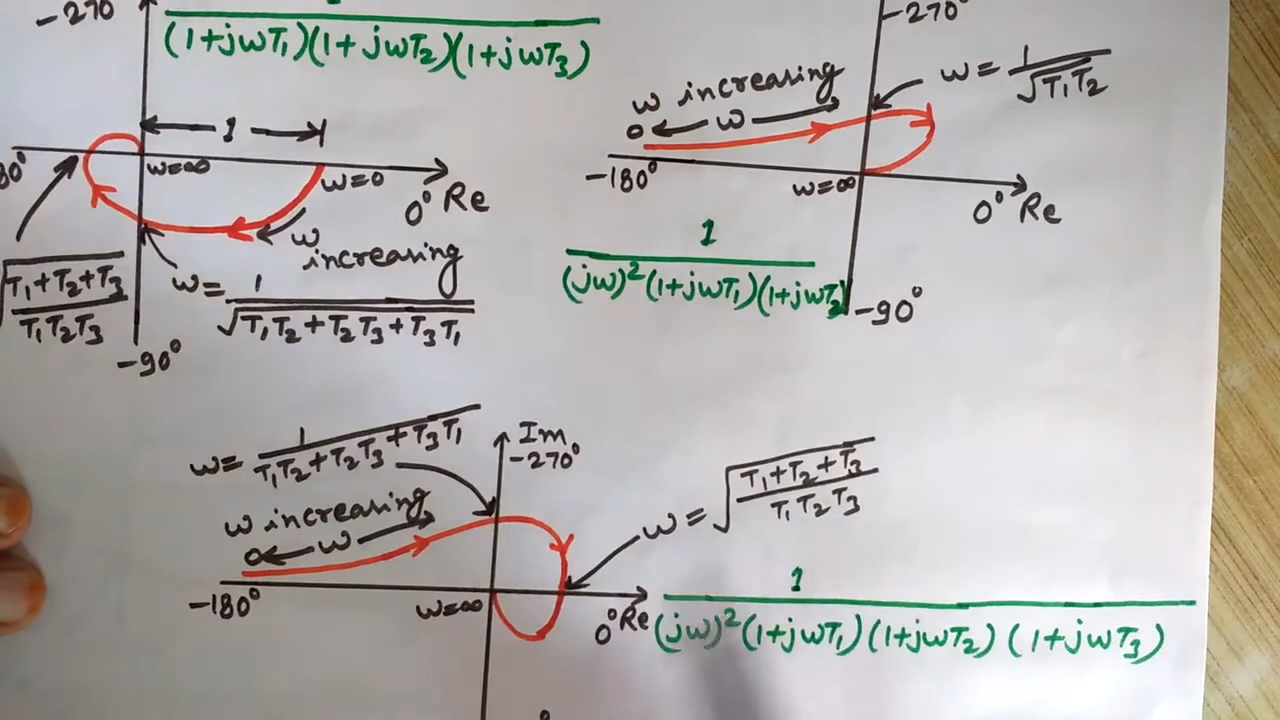 -270
(1+jωT₁)(1+jωT₂)(1+jωT₃)
1
ω=∞
ω=0
0° Re
ω increasing
√(T₁+T₂+T₃ / T₁T₂T₃)
ω = 1 / √(T₁T₂+T₂T₃+T₃T₁)
-90°
-270°
ω increasing
ω = 1 / √(T₁T₂)
0 ← ω →
-180°
ω=∞
0° Re
1
(jω)²(1+jωT₁)(1+jωT₂)
-90°
ω = 1 / T₁T₂+T₂T₃+T₃T₁
Im
-270°
ω increasing
0 ← ω →
ω = √(T₁+T₂+T₃ / T₁T₂T₃)
-180°
ω=∞
0° Re
1
(jω)²(1+jωT₁)(1+jωT₂)(1+jωT₃)